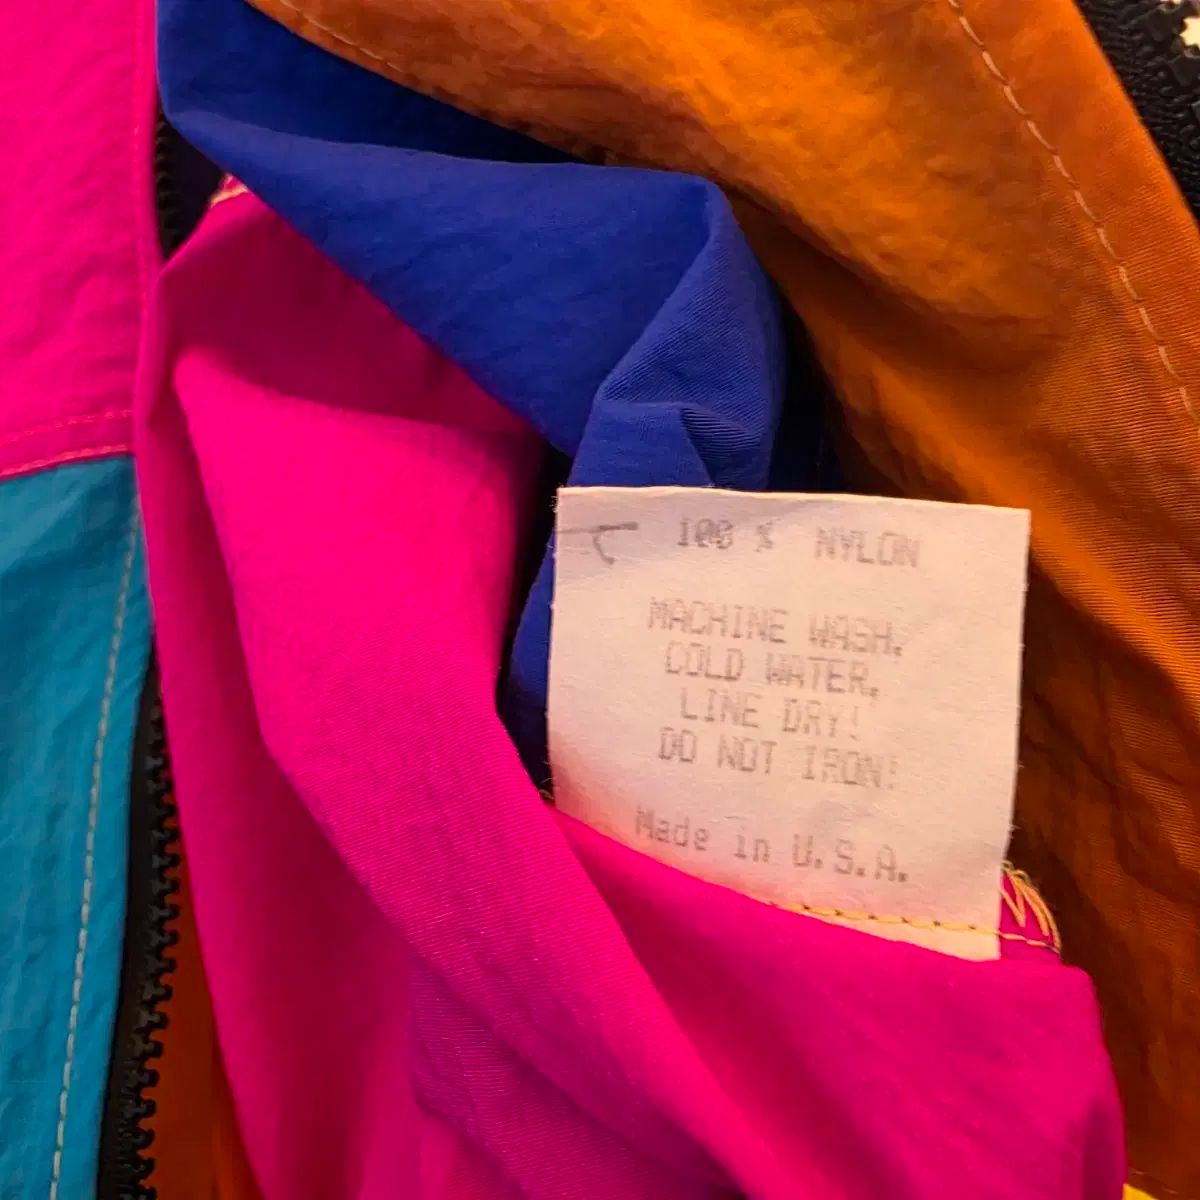 100 % NYLON
MACHINE WASH.
COLD WATER.
LINE DRY!
DO NOT IRON!
Made in U.S.A.